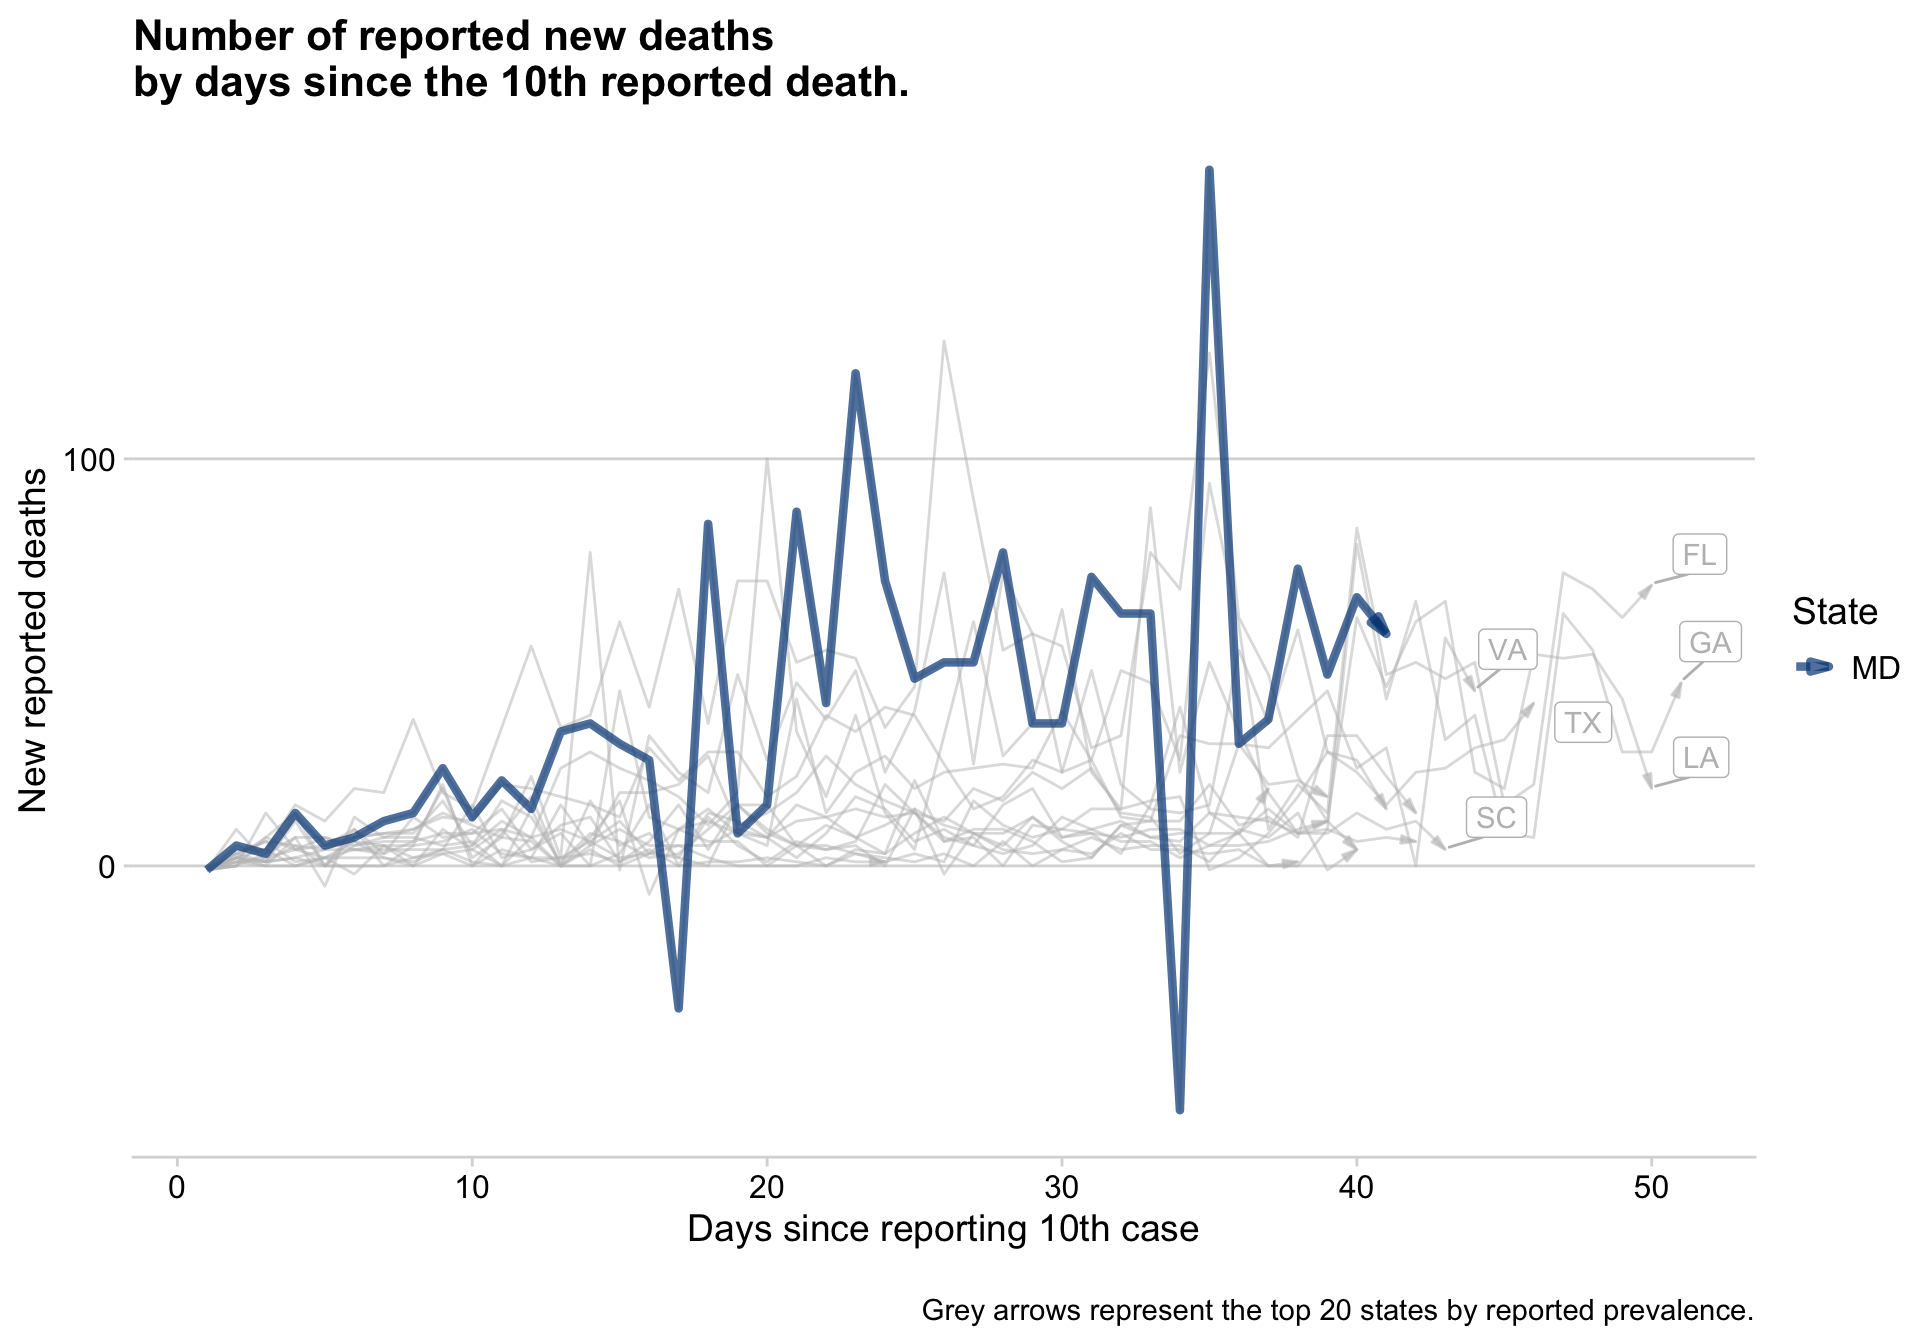 Number of reported new deaths
by days since the 10th reported death.
New reported deaths
100
0
FL
VA
GA
TX
LA
SC
State
MD
0 10 20 30 40 50
Days since reporting 10th case
Grey arrows represent the top 20 states by reported prevalence.